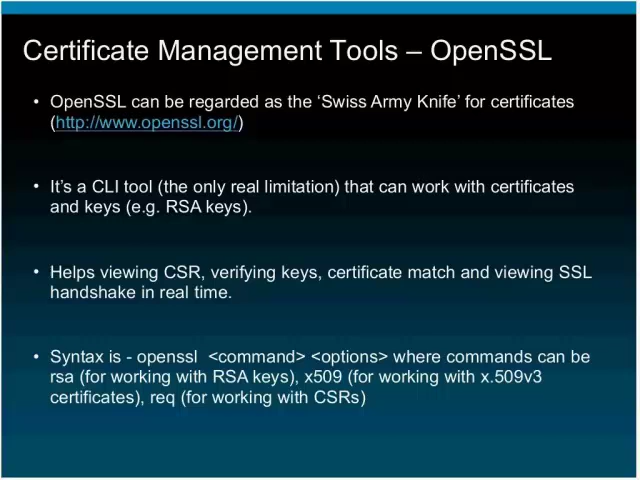 Certificate Management Tools – OpenSSL
• OpenSSL can be regarded as the ‘Swiss Army Knife’ for certificates
(http://www.openssl.org/)
• It’s a CLI tool (the only real limitation) that can work with certificates
and keys (e.g. RSA keys).
• Helps viewing CSR, verifying keys, certificate match and viewing SSL
handshake in real time.
• Syntax is - openssl <command> <options> where commands can be
rsa (for working with RSA keys), x509 (for working with x.509v3
certificates), req (for working with CSRs)